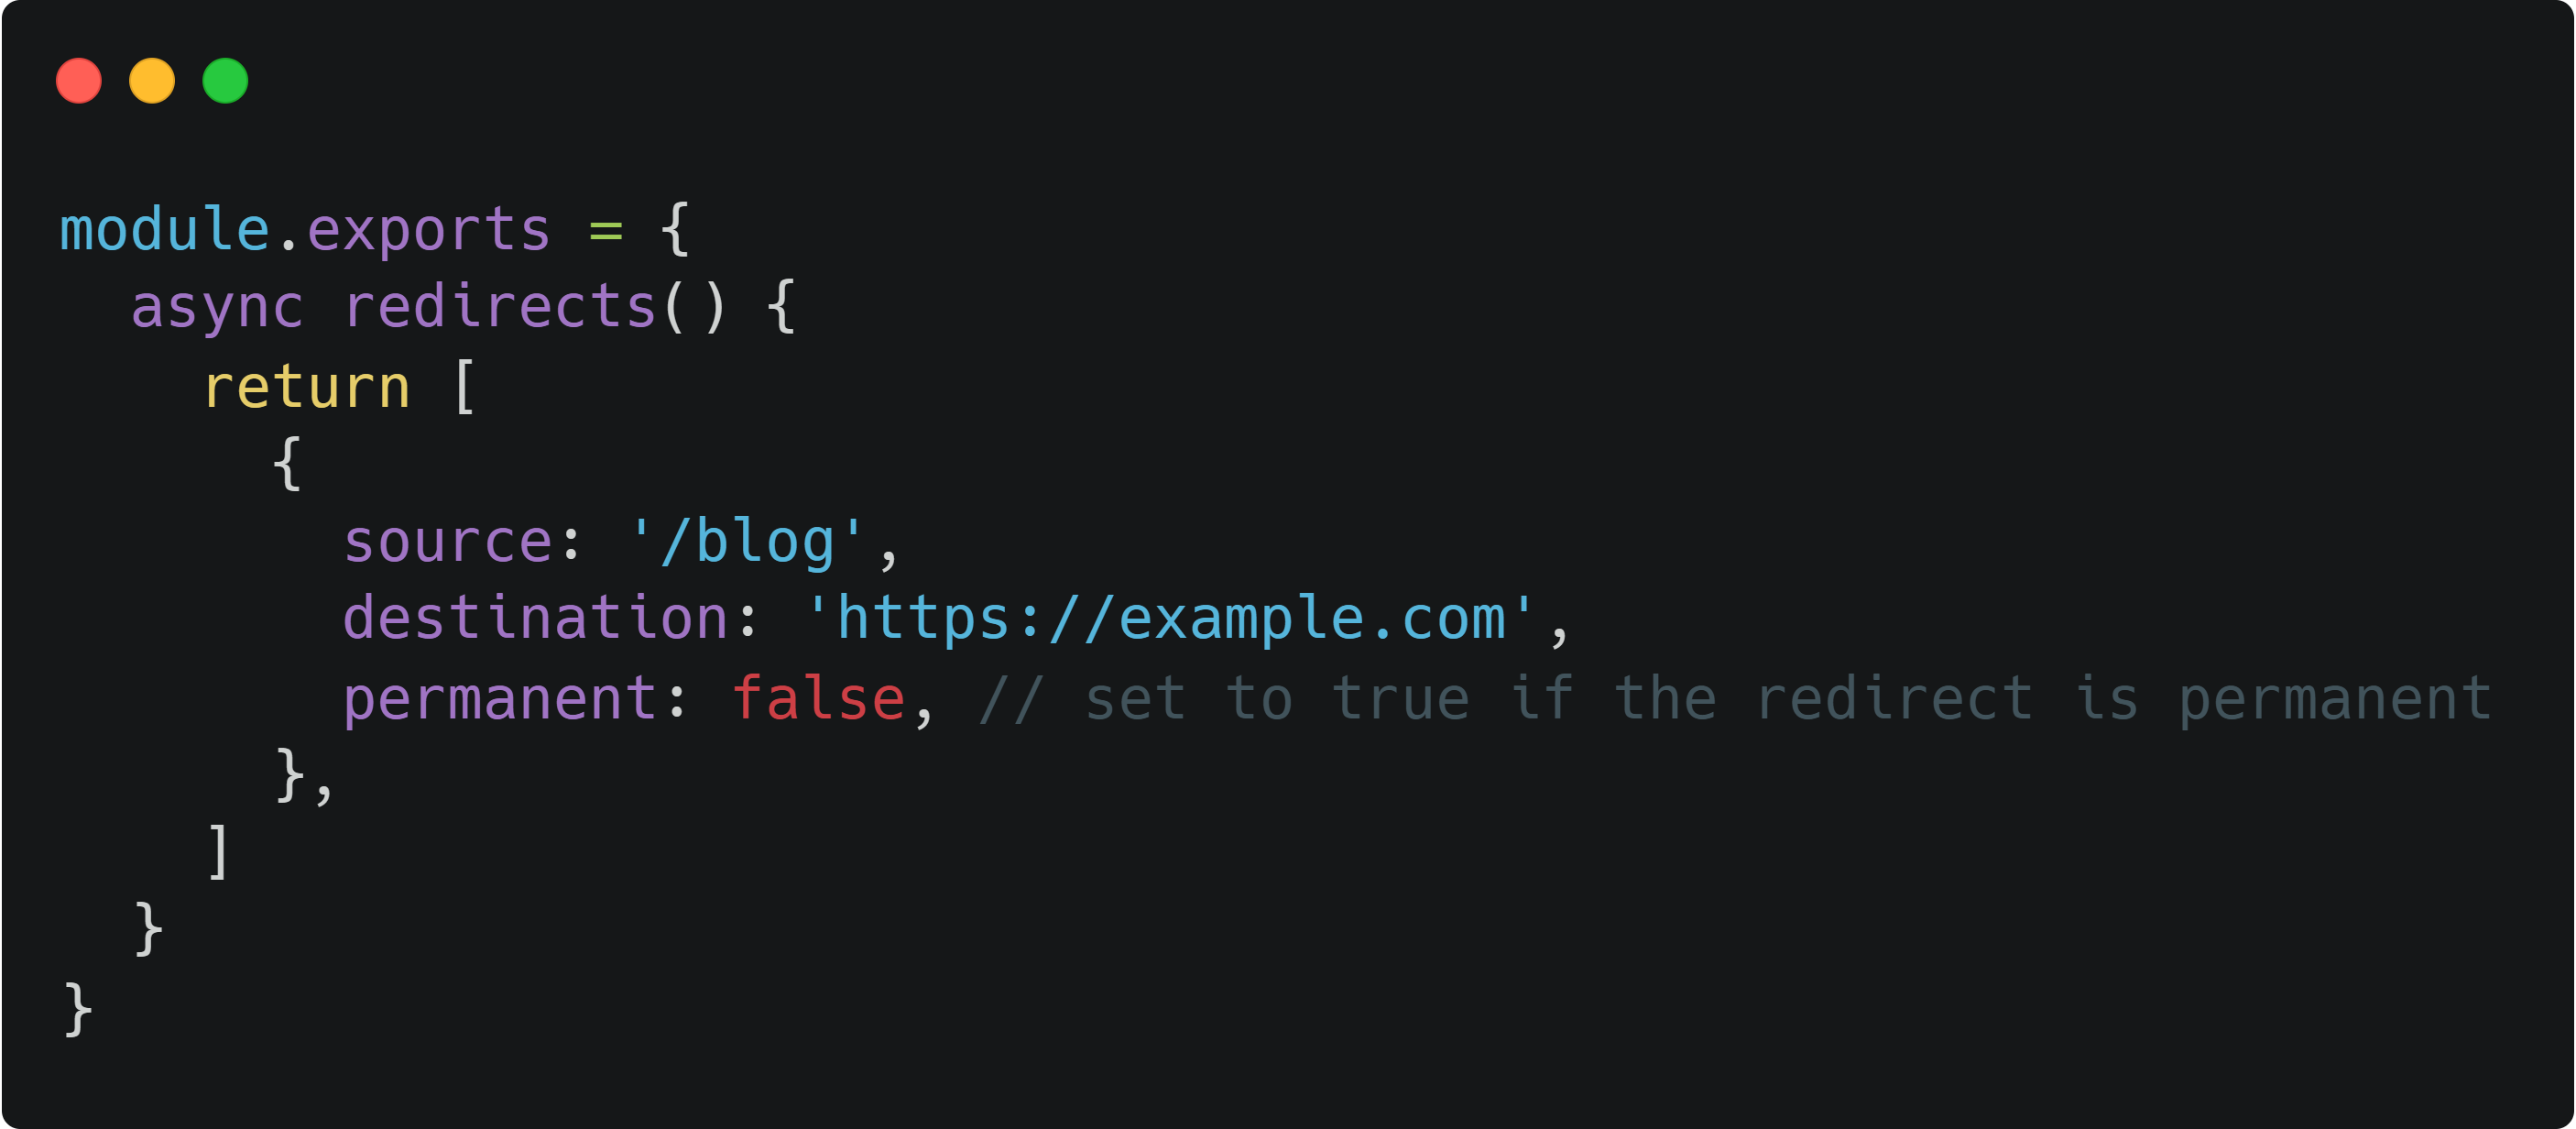 module.exports = {
  async redirects() {
    return [
      {
        source: '/blog',
        destination: 'https://example.com',
        permanent: false, // set to true if the redirect is permanent
      },
    ]
  }
}